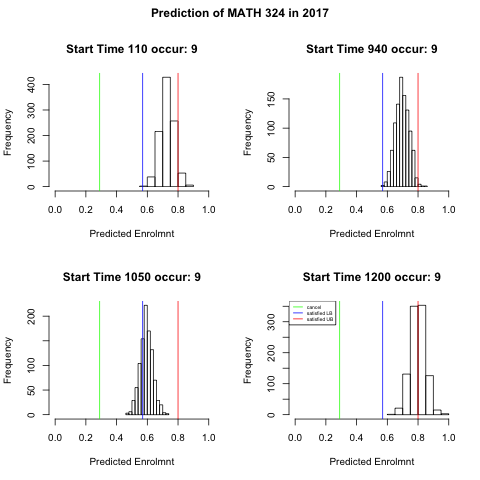 Prediction of MATH 324 in 2017
Start Time 110 occur: 9
Frequency
400
300
200
100
0
0.0 0.2 0.4 0.6 0.8 1.0
Predicted Enrolmnt
Start Time 940 occur: 9
Frequency
150
100
50
0
0.0 0.2 0.4 0.6 0.8 1.0
Predicted Enrolmnt
Start Time 1050 occur: 9
Frequency
200
150
100
50
0
0.0 0.2 0.4 0.6 0.8 1.0
Predicted Enrolmnt
Start Time 1200 occur: 9
cancel
satisfied LB
satisfied UB
Frequency
300
200
100
0
0.0 0.2 0.4 0.6 0.8 1.0
Predicted Enrolmnt